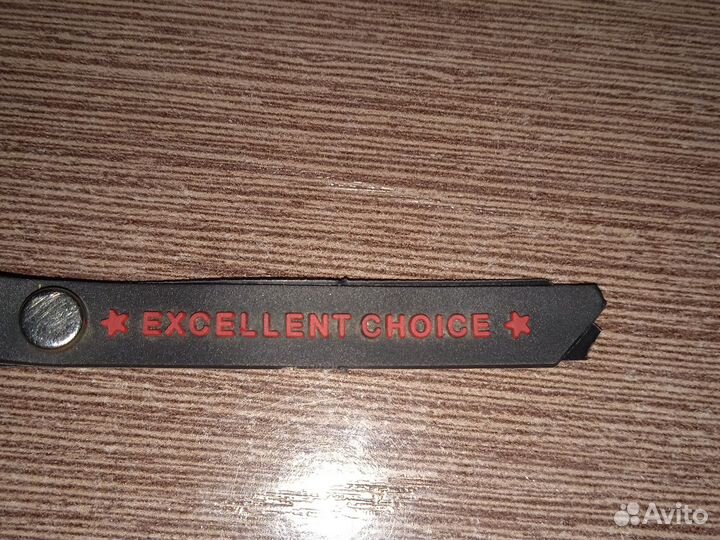 ★ EXCELLENT CHOICE ★
Avito